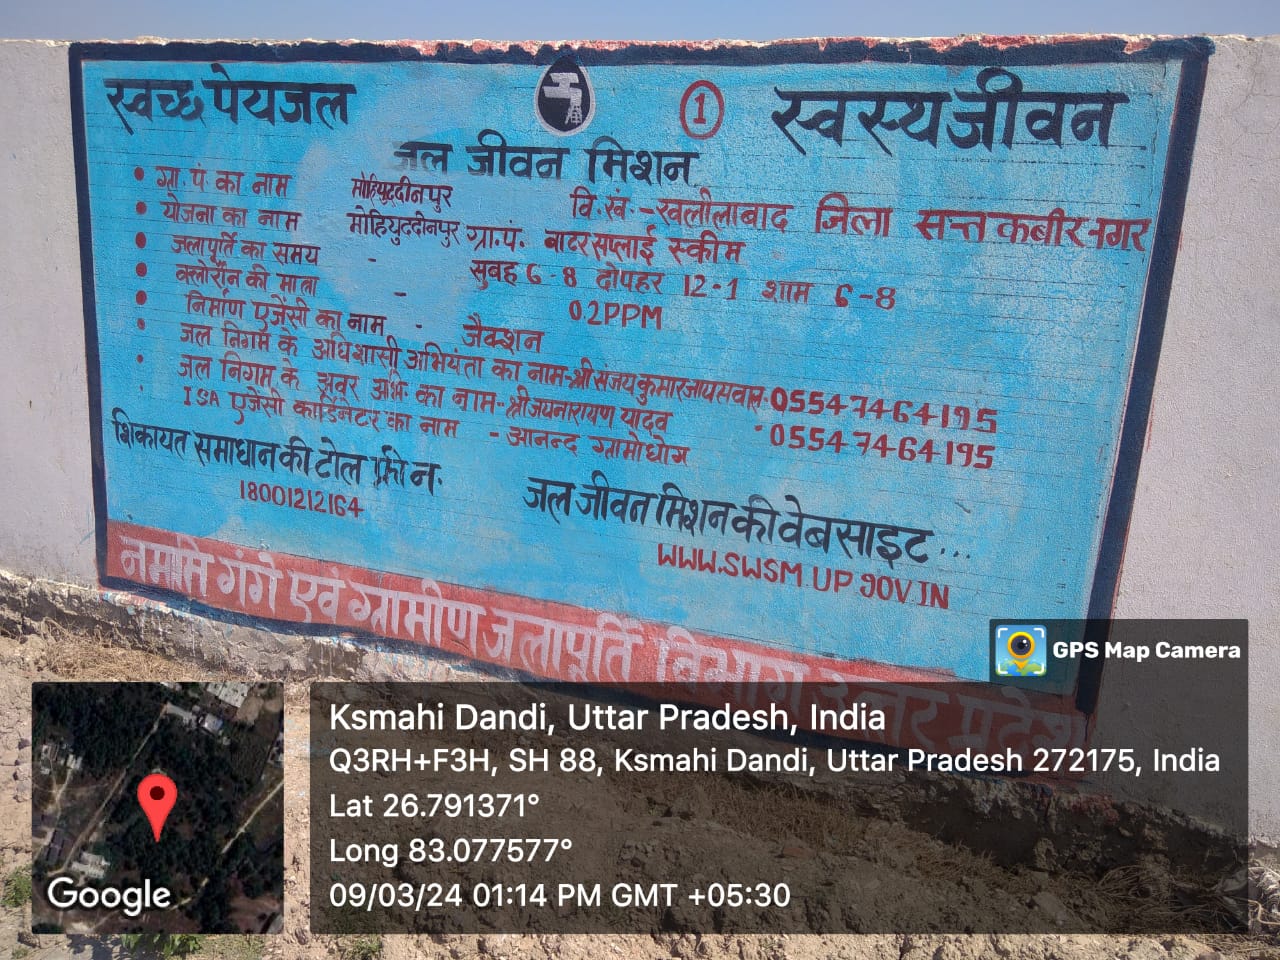 स्वच्छ पेयजल
1
स्वस्थ जीवन
जल जीवन मिशन
• ग्रा.पं का नाम मोहियुद्दीनपुर वि.खं.-खलीलाबाद जिला सन्त कबीर नगर
• योजना का नाम मोहियुद्दीनपुर ग्रा.पं. वाटर सप्लाई स्कीम
• जलापूर्ति का समय - सुबह 6-8 दोपहर 12-1 शाम 6-8
• क्लोरीन की मात्रा - 0.2PPM
• निर्माण एजेंसी का नाम - जैक्शन
• जल निगम के अधिशासी अभियंता का नाम-श्री संजय कुमार जायसवाल-05547464195
• जल निगम के अवर अभि. का नाम-श्री जयनारायण यादव -05547464195
• ISA एजेंसी कार्डिनेटर का नाम - आनन्द ग्रामोद्योग
शिकायत समाधान की टोल फ्री न.
18001212164
जल जीवन मिशन की वेबसाइट...
WWW.SWSM.UP.GOV.IN
नमामि गंगे एवं ग्रामीण जलापूर्ति विभाग उत्तर प्रदेश
GPS Map Camera
Ksmahi Dandi, Uttar Pradesh, India
Q3RH+F3H, SH 88, Ksmahi Dandi, Uttar Pradesh 272175, India
Lat 26.791371°
Long 83.077577°
09/03/24 01:14 PM GMT +05:30
Google